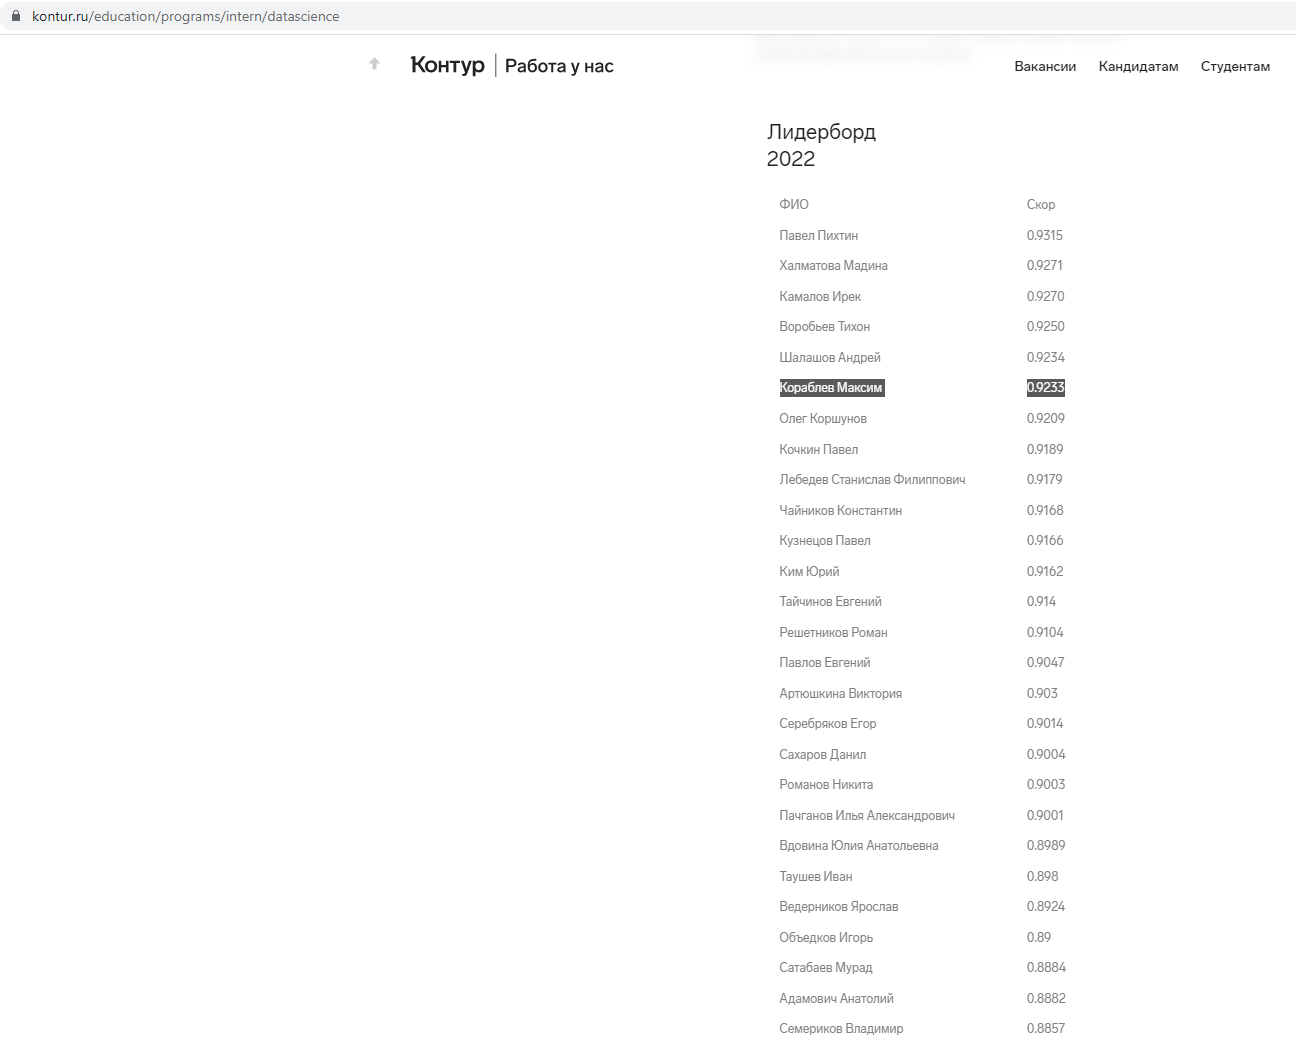 kontur.ru/education/programs/intern/datascience
Контур | Работа у нас
Вакансии Кандидатам Студентам
Лидерборд
2022
ФИО Скор
Павел Пихтин 0.9315
Халматова Мадина 0.9271
Камалов Ирек 0.9270
Воробьев Тихон 0.9250
Шалашов Андрей 0.9234
Кораблев Максим 0.9233
Олег Коршунов 0.9209
Кочкин Павел 0.9189
Лебедев Станислав Филиппович 0.9179
Чайников Константин 0.9168
Кузнецов Павел 0.9166
Ким Юрий 0.9162
Тайчинов Евгений 0.914
Решетников Роман 0.9104
Павлов Евгений 0.9047
Артюшкина Виктория 0.903
Серебряков Егор 0.9014
Сахаров Данил 0.9004
Романов Никита 0.9003
Пачганов Илья Александрович 0.9001
Вдовина Юлия Анатольевна 0.8989
Таушев Иван 0.898
Ведерников Ярослав 0.8924
Объедков Игорь 0.89
Сатабаев Мурад 0.8884
Адамович Анатолий 0.8882
Семериков Владимир 0.8857